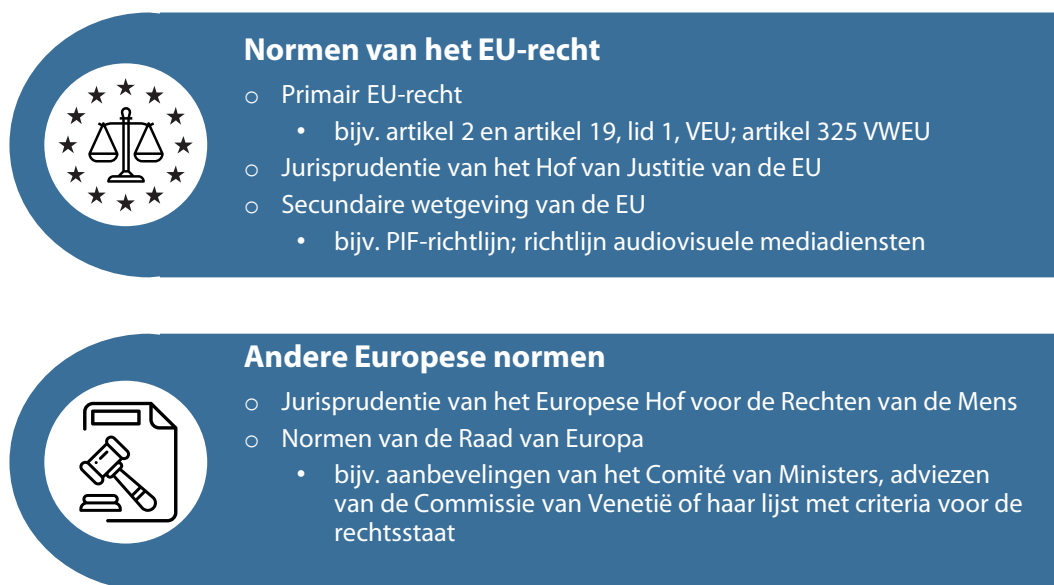 Normen van het EU-recht
o Primair EU-recht
• bijv. artikel 2 en artikel 19, lid 1, VEU; artikel 325 VWEU
o Jurisprudentie van het Hof van Justitie van de EU
o Secundaire wetgeving van de EU
• bijv. PIF-richtlijn; richtlijn audiovisuele mediadiensten
Andere Europese normen
o Jurisprudentie van het Europese Hof voor de Rechten van de Mens
o Normen van de Raad van Europa
• bijv. aanbevelingen van het Comité van Ministers, adviezen
van de Commissie van Venetië of haar lijst met criteria voor de
rechtsstaat